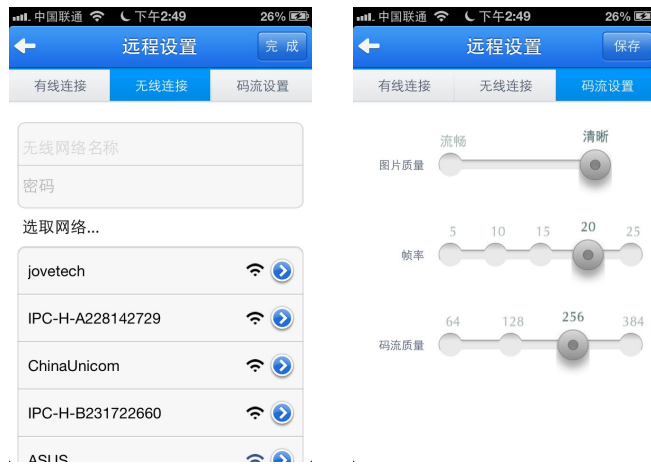 中国联通 下午2:49 26%
远程设置 完 成
有线连接 无线连接 码流设置
无线网络名称
密码
选取网络...
jovetech
IPC-H-A228142729
ChinaUnicom
IPC-H-B231722660
ASUS
中国联通 下午2:49 26%
远程设置 保存
有线连接 无线连接 码流设置
流畅 清晰
图片质量
5 10 15 20 25
帧率
64 128 256 384
码流质量